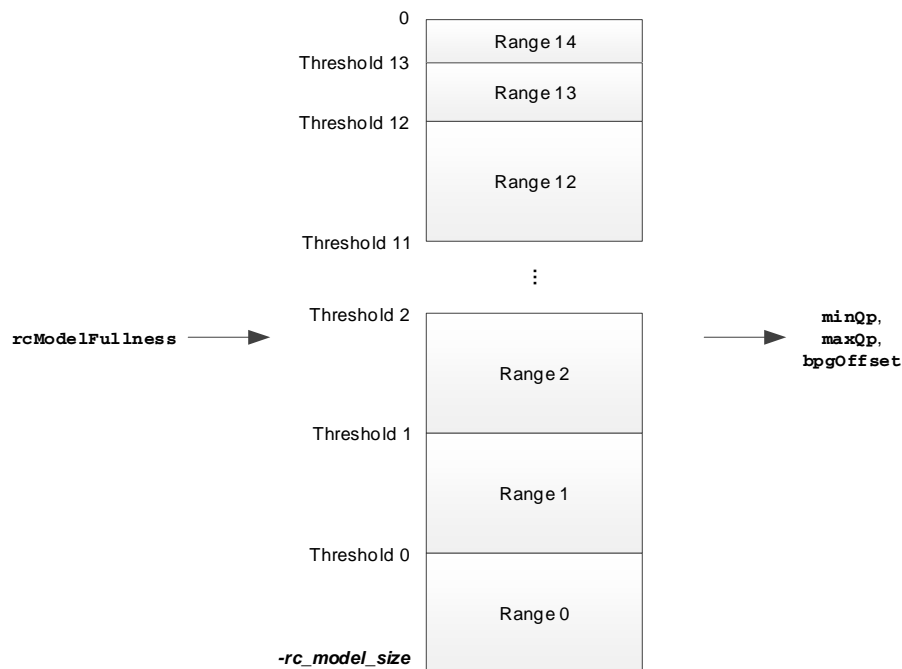 0
Range 14
Threshold 13
Range 13
Threshold 12
Range 12
Threshold 11
...
Threshold 2
rcModelFullness
minQp,
maxQp,
bpgOffset
Range 2
Threshold 1
Range 1
Threshold 0
Range 0
-rc_model_size